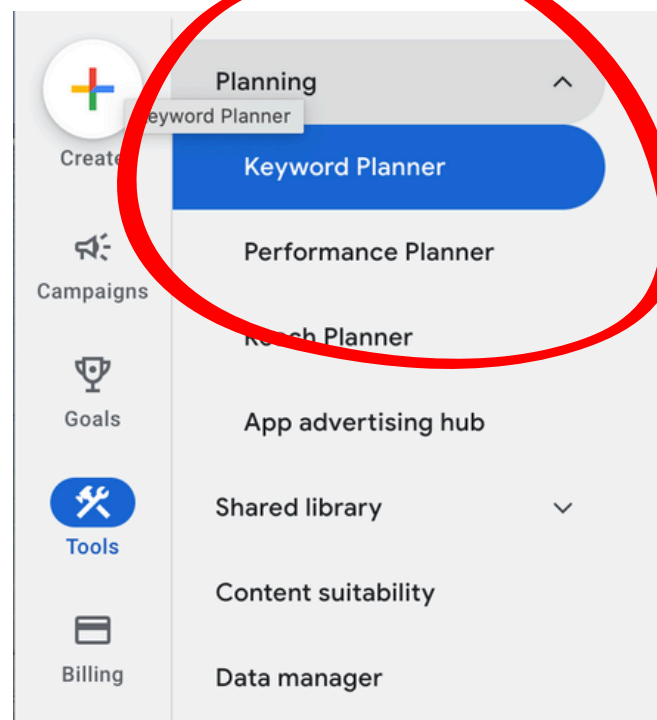 Create
Campaigns
Goals
Tools
Billing
Planning
eyword Planner
Keyword Planner
Performance Planner
Reach Planner
App advertising hub
Shared library
Content suitability
Data manager